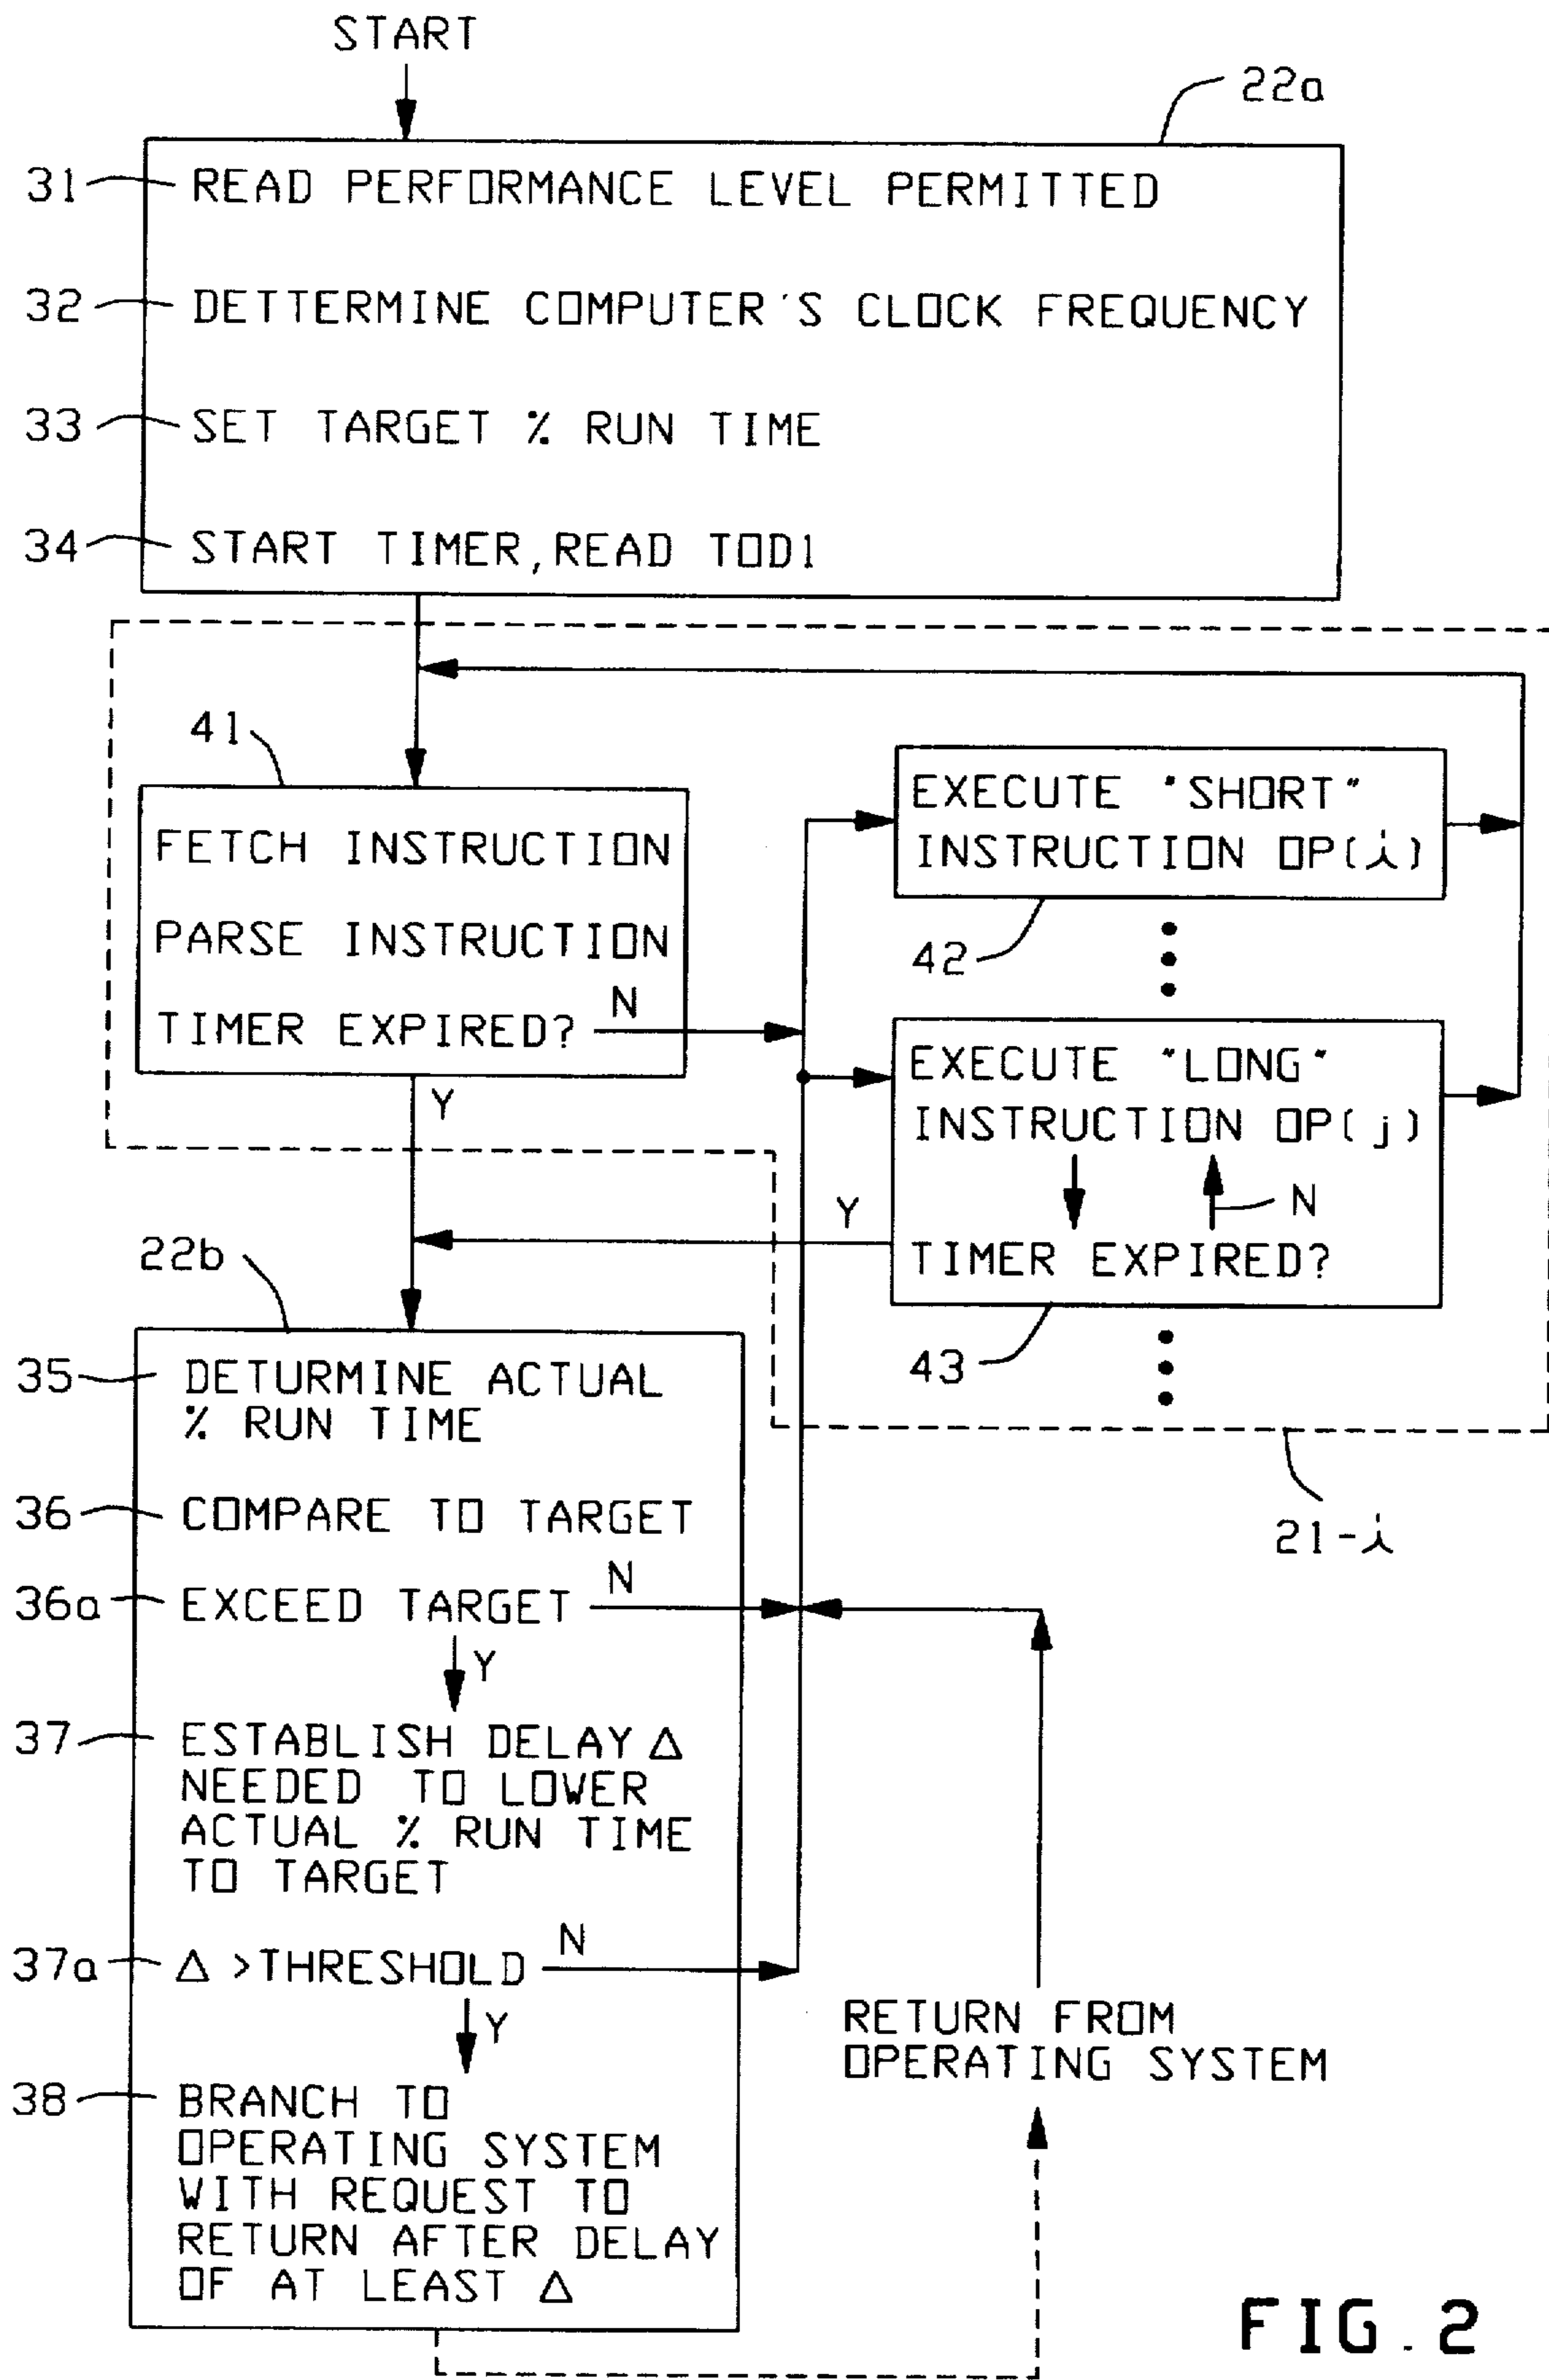 START
22a
31 READ PERFORMANCE LEVEL PERMITTED
32 DETTERMINE COMPUTER'S CLOCK FREQUENCY
33 SET TARGET % RUN TIME
34 START TIMER, READ TOD1
41
FETCH INSTRUCTION
PARSE INSTRUCTION
TIMER EXPIRED? N
Y
EXECUTE "SHORT"
INSTRUCTION OP(i)
42
EXECUTE "LONG"
INSTRUCTION OP(j)
N
Y
TIMER EXPIRED?
43
21-i
22b
35 DETURMINE ACTUAL
% RUN TIME
36 COMPARE TO TARGET
36a EXCEED TARGET N
Y
37 ESTABLISH DELAY Δ
NEEDED TO LOWER
ACTUAL % RUN TIME
TO TARGET
37a Δ >THRESHOLD N
Y
38 BRANCH TO
OPERATING SYSTEM
WITH REQUEST TO
RETURN AFTER DELAY
OF AT LEAST Δ
RETURN FROM
OPERATING SYSTEM
FIG.2